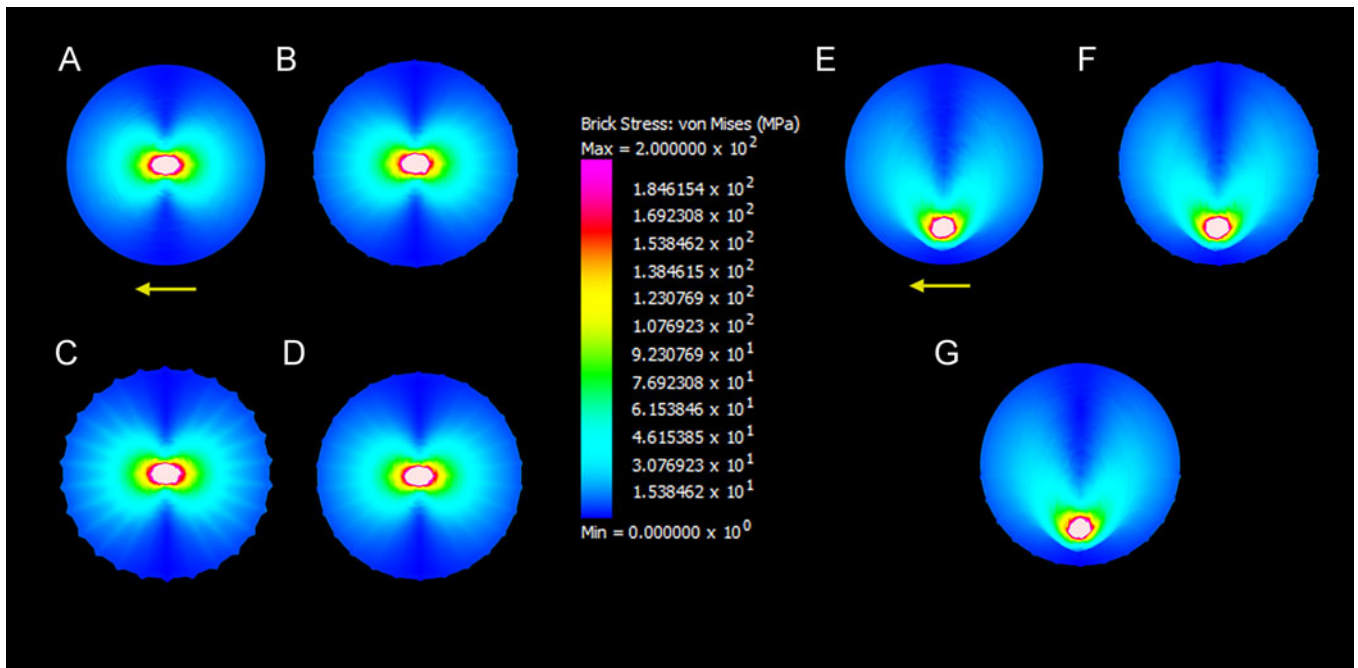 A
B
E
F
Brick Stress: von Mises (MPa)
Max = 2.000000 x 10²
1.846154 x 10²
1.692308 x 10²
1.538462 x 10²
1.384615 x 10²
1.230769 x 10²
1.076923 x 10²
9.230769 x 10¹
7.692308 x 10¹
6.153846 x 10¹
4.615385 x 10¹
3.076923 x 10¹
1.538462 x 10¹
Min = 0.000000 x 10⁰
C
D
G